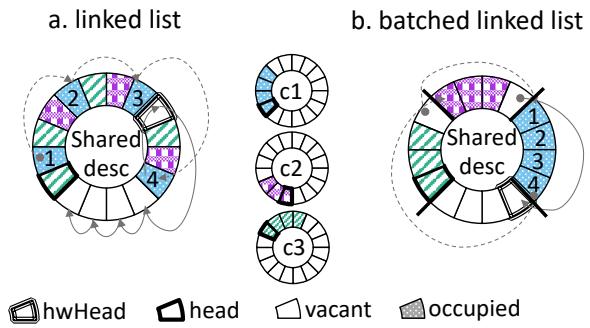 a. linked list
b. batched linked list
2
3
1
4
Shared
desc
c1
c2
c3
Shared
desc
1
2
3
4
hwHead
head
vacant
occupied